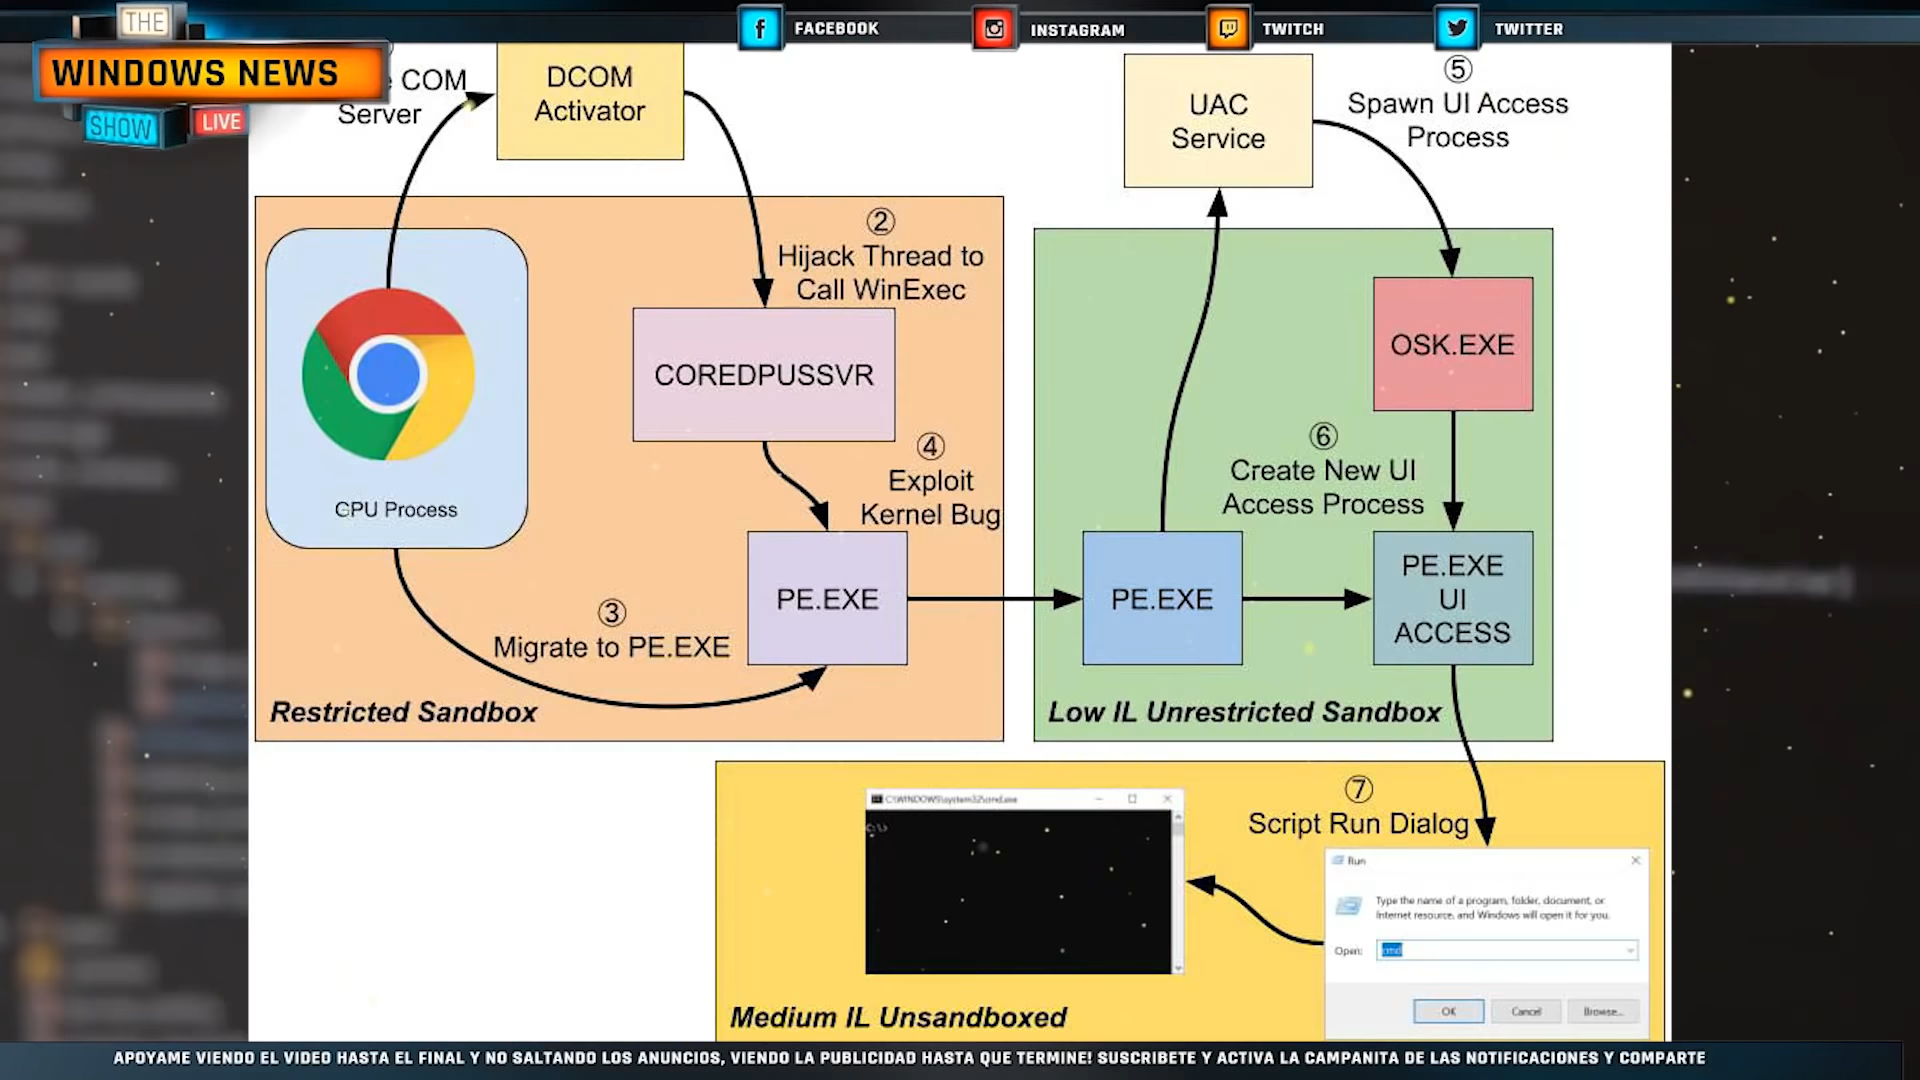 THE
WINDOWS NEWS
SHOW
LIVE
FACEBOOK
INSTAGRAM
TWITCH
TWITTER
COM
Server
DCOM
Activator
UAC
Service
⑤
Spawn UI Access
Process
②
Hijack Thread to
Call WinExec
COREDPUSSVR
OSK.EXE
④
Exploit
Kernel Bug
⑥
Create New UI
Access Process
GPU Process
③
Migrate to PE.EXE
PE.EXE
PE.EXE
PE.EXE
UI
ACCESS
Restricted Sandbox
Low IL Unrestricted Sandbox
⑦
Script Run Dialog
C:\WINDOWS\system32\cmd.exe
Run
Type the name of a program, folder, document, or
Internet resource, and Windows will open it for you.
Open:
cmd
OK
Cancel
Browse...
Medium IL Unsandboxed
APOYAME VIENDO EL VIDEO HASTA EL FINAL Y NO SALTANDO LOS ANUNCIOS, VIENDO LA PUBLICIDAD HASTA QUE TERMINE! SUSCRIBETE Y ACTIVA LA CAMPANITA DE LAS NOTIFICACIONES Y COMPARTE